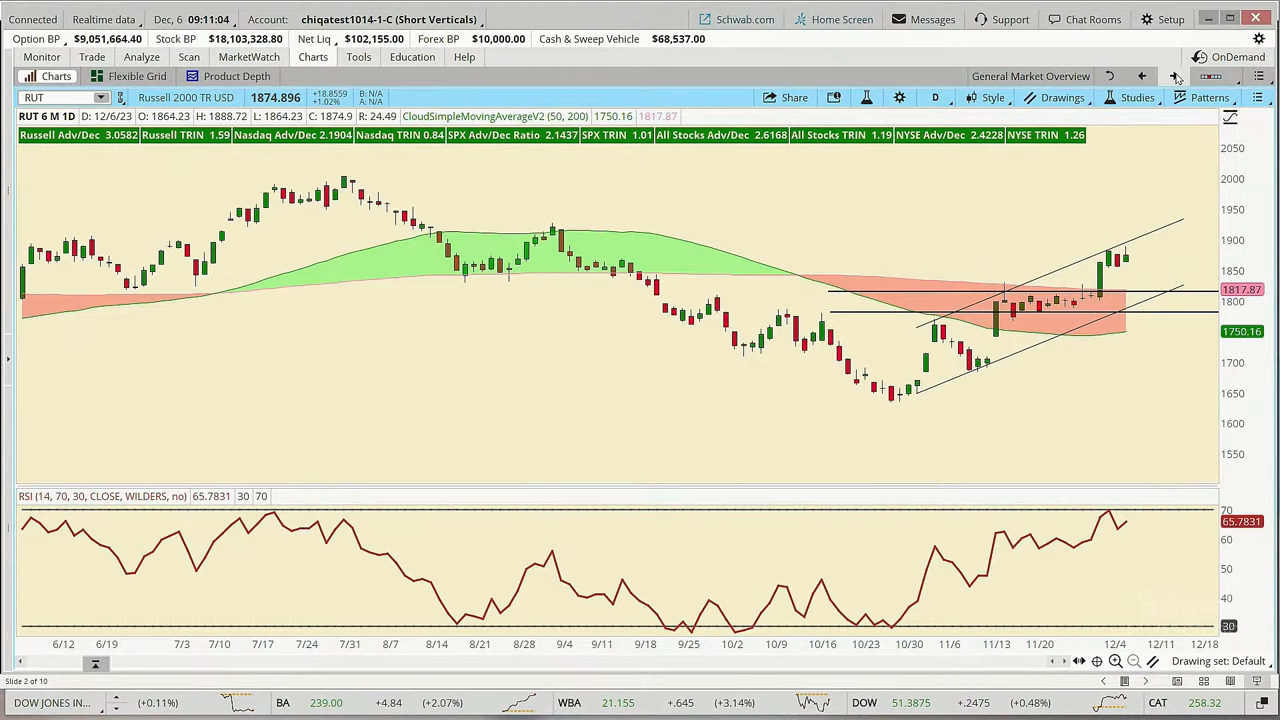 Connected Realtime data Dec, 6 09:11:04 Account: chiqatest1014-1-C (Short Verticals) Schwab.com Home Screen Messages Support Chat Rooms Setup
Option BP $9,051,664.40 Stock BP $18,103,328.80 Net Liq $102,155.00 Forex BP $10,000.00 Cash & Sweep Vehicle $68,537.00
Monitor Trade Analyze Scan MarketWatch Charts Tools Education Help OnDemand
Charts Flexible Grid Product Depth General Market Overview
RUT Russell 2000 TR USD 1874.896 +18.8559 +1.02% B: N/A A: N/A Share D Style Drawings Studies Patterns
RUT 6 M 1D D: 12/6/23 O: 1864.23 H: 1888.72 L: 1864.23 C: 1874.9 R: 24.49 CloudSimpleMovingAverageV2 (50, 200) 1750.16 1817.87
Russell Adv/Dec 3.0582 Russell TRIN 1.59 Nasdaq Adv/Dec 2.1904 Nasdaq TRIN 0.84 SPX Adv/Dec Ratio 2.1437 SPX TRIN 1.01 All Stocks Adv/Dec 2.6168 All Stocks TRIN 1.19 NYSE Adv/Dec 2.4228 NYSE TRIN 1.26
2050
2000
1950
1900
1850
1817.87
1800
1750.16
1700
1650
1600
1550
RSI (14, 70, 30, CLOSE, WILDERS, no) 65.7831 30 70
70
65.7831
60
50
40
30
6/12 6/19 7/3 7/10 7/17 7/24 7/31 8/7 8/14 8/21 8/28 9/4 9/11 9/18 9/25 10/2 10/9 10/16 10/23 10/30 11/6 11/13 11/20 12/4 12/11 12/18
Drawing set: Default
Slide 2 of 10
DOW JONES IN... (+0.11%) BA 239.00 +4.84 (+2.07%) WBA 21.155 +.645 (+3.14%) DOW 51.3875 +.2475 (+0.48%) CAT 258.32